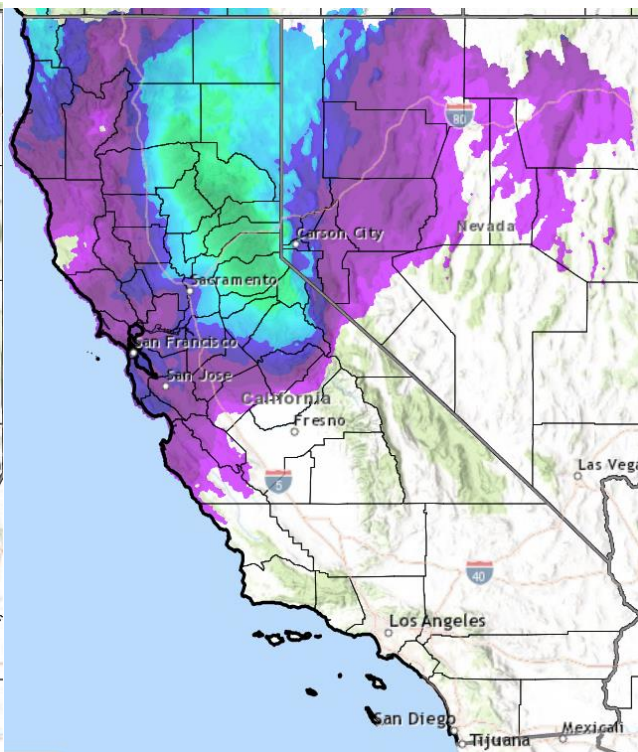 80
Nevada
Carson City
Sacramento
San Francisco
San Jose
California
Fresno
5
Las Vega
40
Los Angeles
San Diego
Tijuana
Mexicali